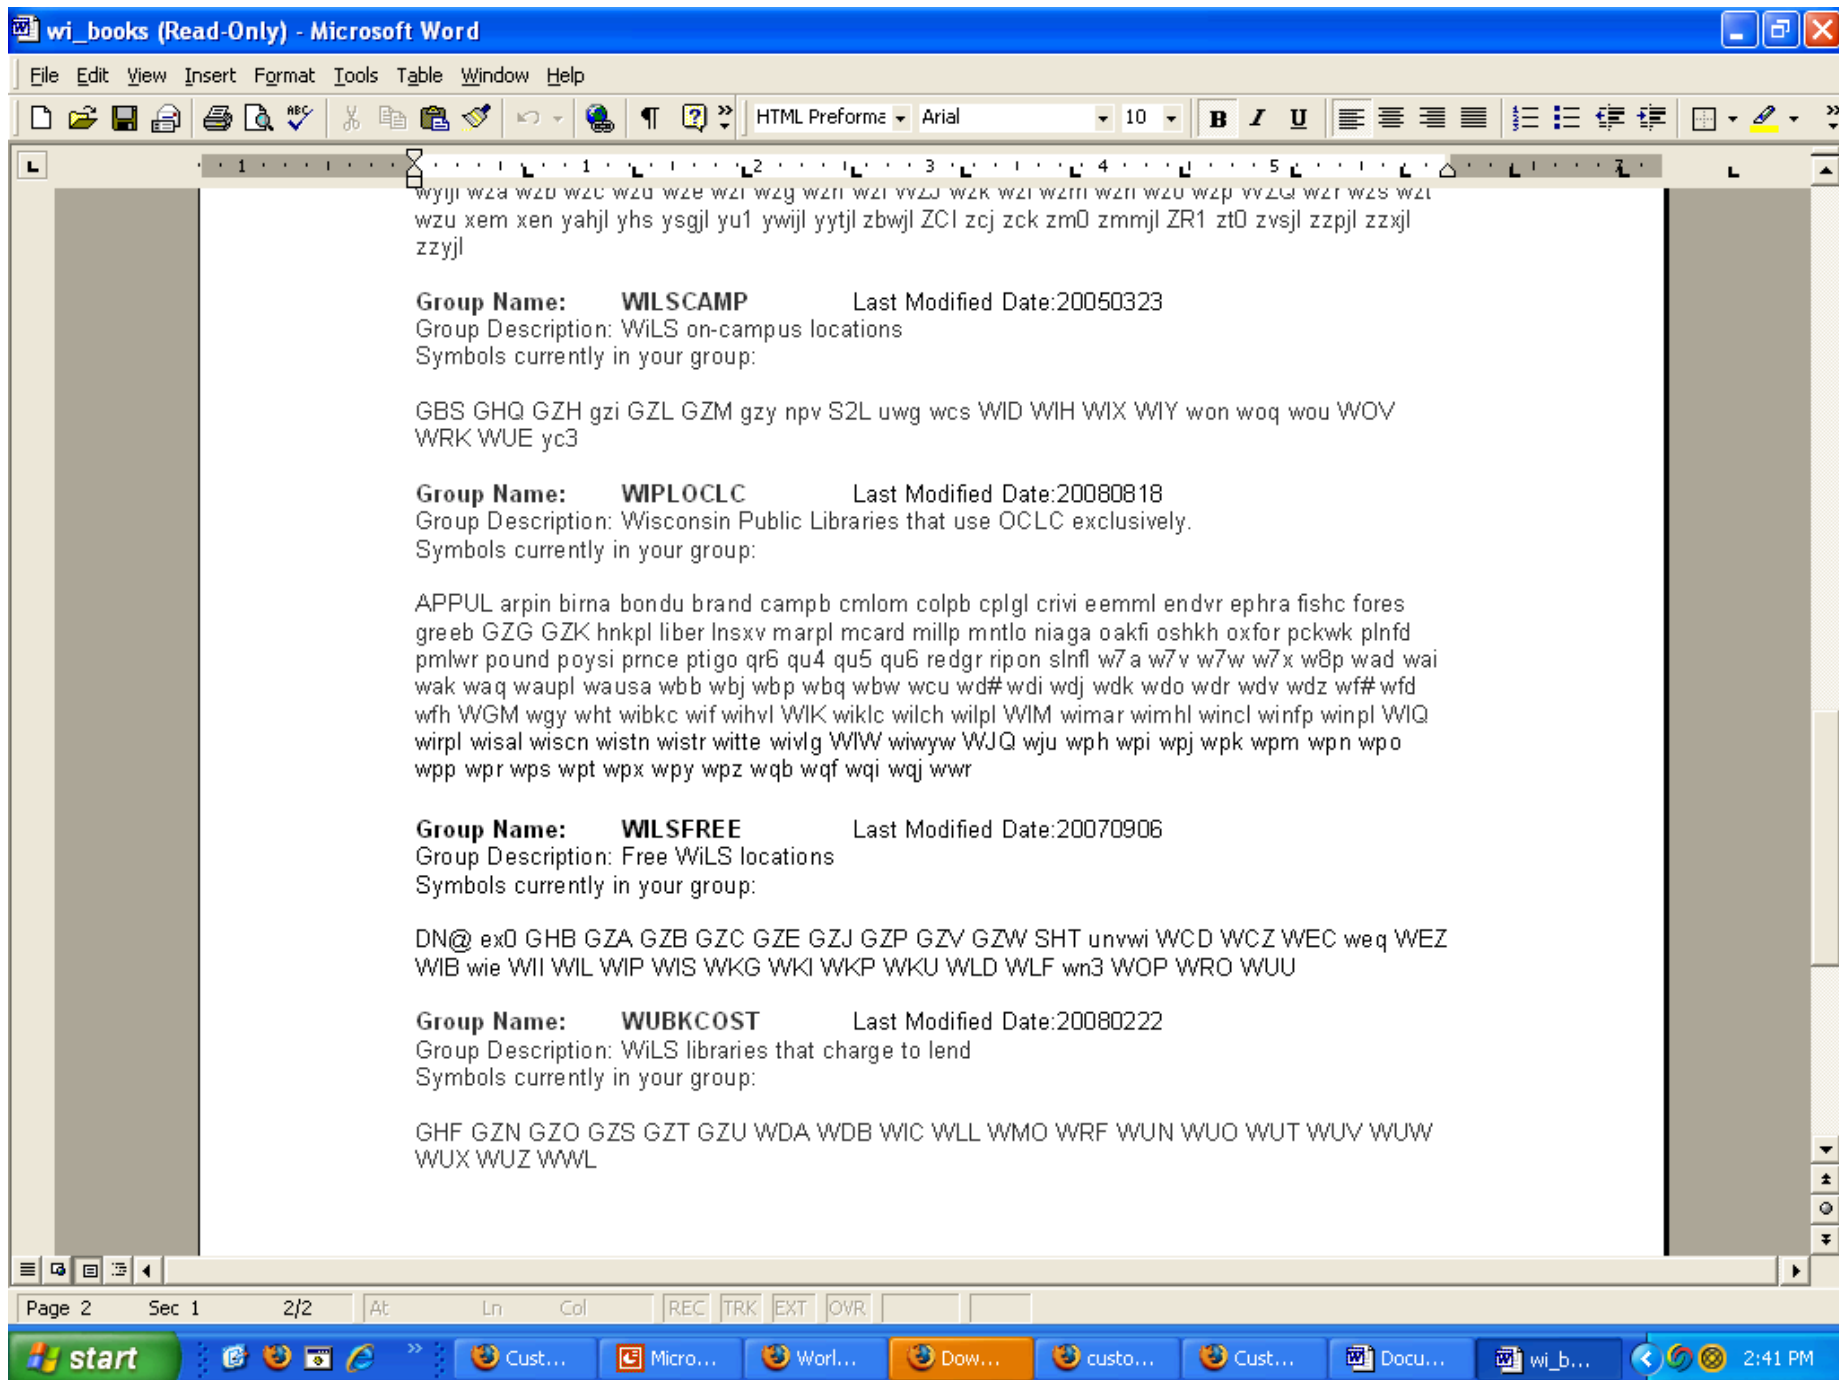 wi_books (Read-Only) - Microsoft Word
File Edit View Insert Format Tools Table Window Help
HTML Preforma Arial 10 B I U
1 1 2 3 4 5 7
wzu xem xen yahjl yhs ysgjl yu1 ywijl yytjl zbwjl ZCI zcj zck zm0 zmmjl ZR1 zt0 zvsjl zzpjl zzxjl
zzyjl
Group Name: WILSCAMP Last Modified Date:20050323
Group Description: WiLS on-campus locations
Symbols currently in your group:
GBS GHQ GZH gzi GZL GZM gzy npv S2L uwg wcs WID WIH WIX WIY won woq wou WOV
WRK WUE yc3
Group Name: WIPLOCLC Last Modified Date:20080818
Group Description: Wisconsin Public Libraries that use OCLC exclusively.
Symbols currently in your group:
APPUL arpin birna bondu brand campb cmlom colpb cplgl crivi eemml endvr ephra fishc fores
greeb GZG GZK hnkpl liber lnsxv marpl mcard millp mntlo niaga oakfi oshkh oxfor pckwk plnfd
pmlwr pound poysi prnce ptigo qr6 qu4 qu5 qu6 redgr ripon slnfl w7a w7v w7w w7x w8p wad wai
wak waq waupl wausa wbb wbj wbp wbq wbw wcu wd# wdi wdj wdk wdo wdr wdv wdz wf# wfd
wfh WGM wgy wht wibkc wif wihvl WIK wiklc wilch wilpl WIM wimar wimhl wincl winfp winpl WIQ
wirpl wisal wiscn wistn wistr witte wivlg WIW wiwyw WJQ wju wph wpi wpj wpk wpm wpn wpo
wpp wpr wps wpt wpx wpy wpz wqb wqf wqi wqj wwr
Group Name: WILSFREE Last Modified Date:20070906
Group Description: Free WiLS locations
Symbols currently in your group:
DN@ ex0 GHB GZA GZB GZC GZE GZJ GZP GZV GZW SHT unvwi WCD WCZ WEC weq WEZ
WIB wie WII WIL WIP WIS WKG WKI WKP WKU WLD WLF wn3 WOP WRO WUU
Group Name: WUBKCOST Last Modified Date:20080222
Group Description: WiLS libraries that charge to lend
Symbols currently in your group:
GHF GZN GZO GZS GZT GZU WDA WDB WIC WLL WMO WRF WUN WUO WUT WUV WUW
WUX WUZ WWL
Page 2 Sec 1 2/2 At Ln Col REC TRK EXT OVR
start Cust... Micro... Worl... Dow... custo... Cust... Docu... wi_b... 2:41 PM